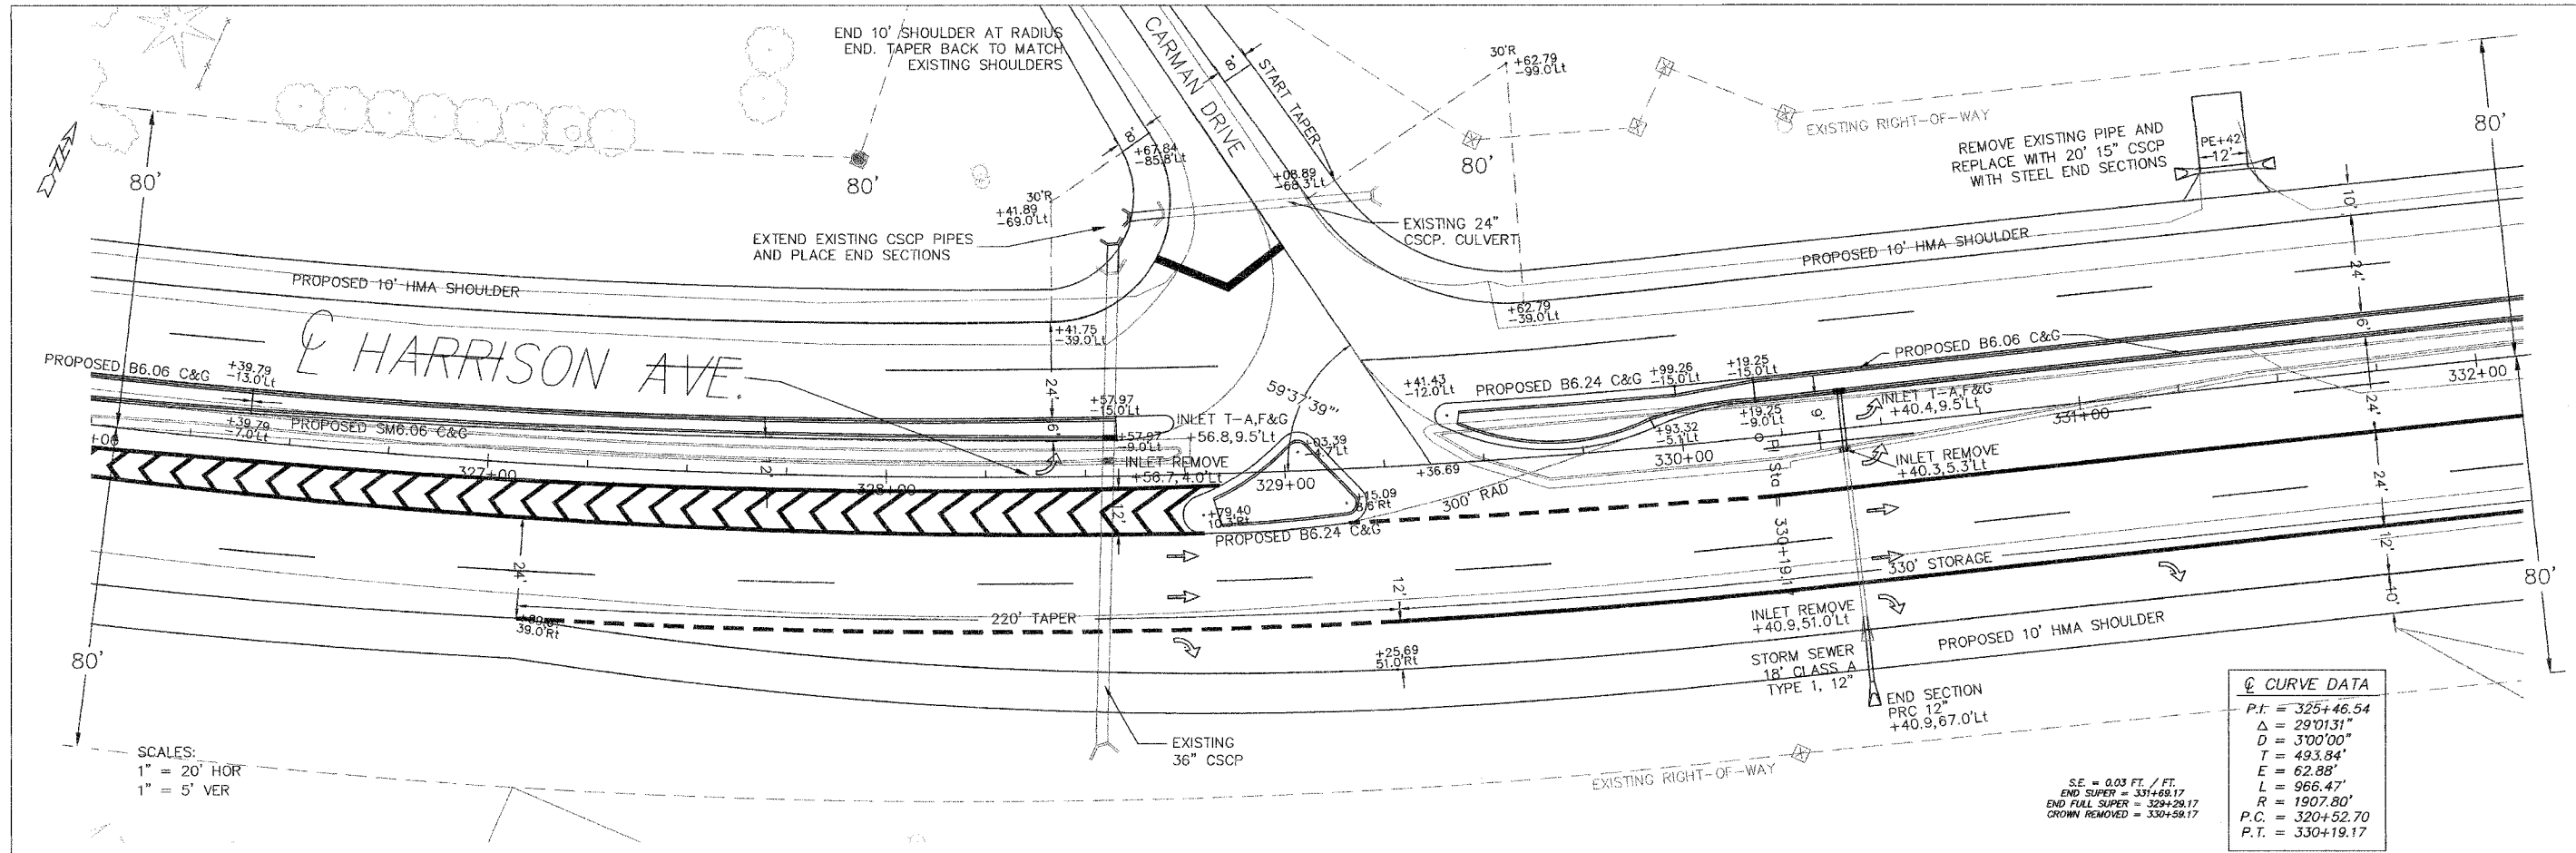 END 10' SHOULDER AT RADIUS
END. TAPER BACK TO MATCH
EXISTING SHOULDERS
CARMAN DRIVE
8'
START TAPER
30'R
+62.79
-99.0'Lt
EXISTING RIGHT-OF-WAY
REMOVE EXISTING PIPE AND
REPLACE WITH 20' 15" CSCP
WITH STEEL END SECTIONS
PE+42
12'
80'
80'
80'
80'
8'
+67.84
-85.8'Lt
30'R
+41.89
-69.0'Lt
+08.89
-68.3'Lt
EXISTING 24"
CSCP. CULVERT
EXTEND EXISTING CSCP PIPES
AND PLACE END SECTIONS
PROPOSED 10' HMA SHOULDER
PROPOSED 10' HMA SHOULDER
10'
24'
6'
+62.79
-39.0'Lt
+41.75
-39.0'Lt
℄ HARRISON AVE.
PROPOSED B6.06 C&G
+39.79
-13.0'Lt
+39.79
-7.0'Lt
PROPOSED SM6.06 C&G
24'
6'
+57.97
-15.0'Lt
INLET T-A,F&G
+56.8,9.5'Lt
+57.97
-9.0'Lt
INLET REMOVE
+56.7,4.0'Lt
59°37'39"
+03.39
-4.7'Lt
+41.43
-12.0'Lt
PROPOSED B6.24 C&G
+99.26
-15.0'Lt
+19.25
-15.0'Lt
PROPOSED B6.06 C&G
+19.25
-9.0'Lt
+93.32
-5.1'Lt
INLET T-A,F&G
+40.4,9.5'Lt
6'
INLET REMOVE
+40.3,5.3'Lt
327+00
328+00
329+00
+36.69
330+00
331+00
332+00
12'
12'
+79.40
10.3'Rt
+15.09
8.6'Rt
PROPOSED B6.24 C&G
300' RAD
PI Sta = 330+19.17
24'
24'
12'
10'
24'
220' TAPER
12'
330' STORAGE
39.0'Rt
+25.69
51.0'Rt
INLET REMOVE
+40.9,51.0'Lt
STORM SEWER
18' CLASS A
TYPE 1, 12"
PROPOSED 10' HMA SHOULDER
END SECTION
PRC 12"
+40.9,67.0'Lt
80'
80'
EXISTING
36" CSCP
EXISTING RIGHT-OF-WAY
SCALES:
1" = 20' HOR
1" = 5' VER
S.E. = 0.03 FT. / FT.
END SUPER = 331+69.17
END FULL SUPER = 329+29.17
CROWN REMOVED = 330+59.17
℄ CURVE DATA
P.I. = 325+46.54
Δ = 29°01'31"
D = 3°00'00"
T = 493.84'
E = 62.88'
L = 966.47'
R = 1907.80'
P.C. = 320+52.70
P.T. = 330+19.17